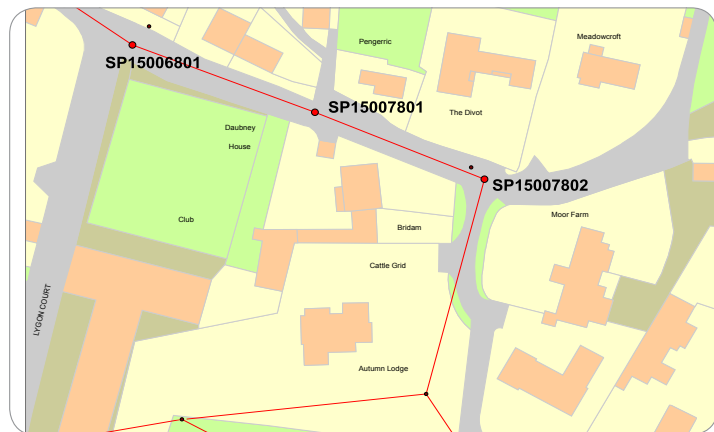 Pengerric
Meadowcroft
SP15006801
SP15007801
The Divot
Daubney
House
SP15007802
Club
Moor Farm
Bridam
Cattle Grid
LYGON COURT
Autumn Lodge